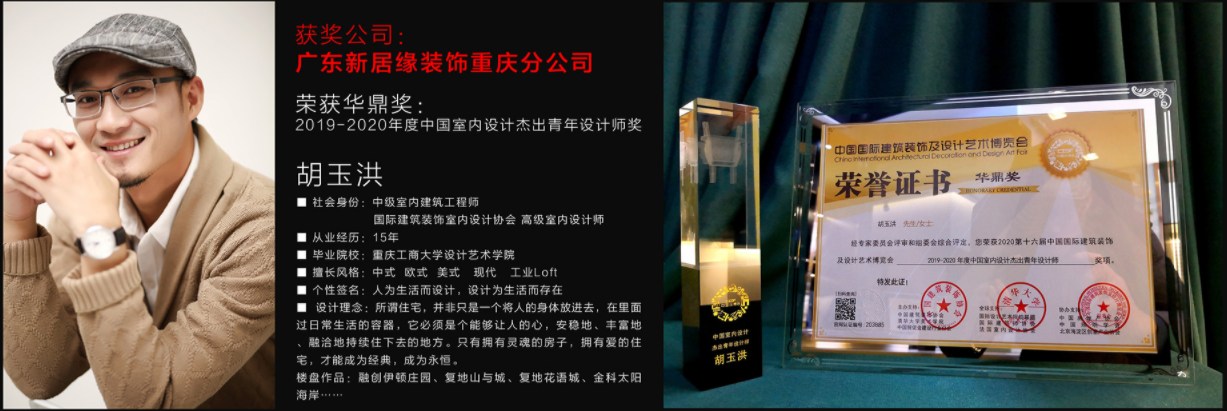 获奖公司：
广东新居缘装饰重庆分公司
荣获华鼎奖：
2019-2020年度中国室内设计杰出青年设计师奖
胡玉洪
■ 社会身份：中级室内建筑工程师
国际建筑装饰室内设计协会 高级室内设计师
■ 从业经历：15年
■ 毕业院校：重庆工商大学设计艺术学院
■ 擅长风格：中式 欧式 美式 现代 工业Loft
■ 个性签名：人为生活而设计，设计为生活而存在
■ 设计理念：所谓住宅，并非只是一个将人的身体放进去，在里面
过日常生活的容器，它必须是个能够让人的心，安稳地、丰富地
、融洽地持续住下去的地方。只有拥有灵魂的房子，拥有爱的住
宅，才能成为经典，成为永恒。
楼盘作品：融创伊顿庄园、复地山与城、复地花语城、金科太阳
海岸……
中国室内设计
杰出青年设计师
胡玉洪
中国国际建筑装饰及设计艺术博览会
China International Architectural Decoration and Design Art Fair
荣誉证书 华鼎奖
HONORARY CREDENTIAL
胡玉洪 先生/女士：
经专家委员会评审和组委会综合评定，您荣获2020第十六届中国国际建筑装饰
及设计艺术博览会 2019-2020 年度中国室内设计杰出青年设计师 奖项。
特发此证：